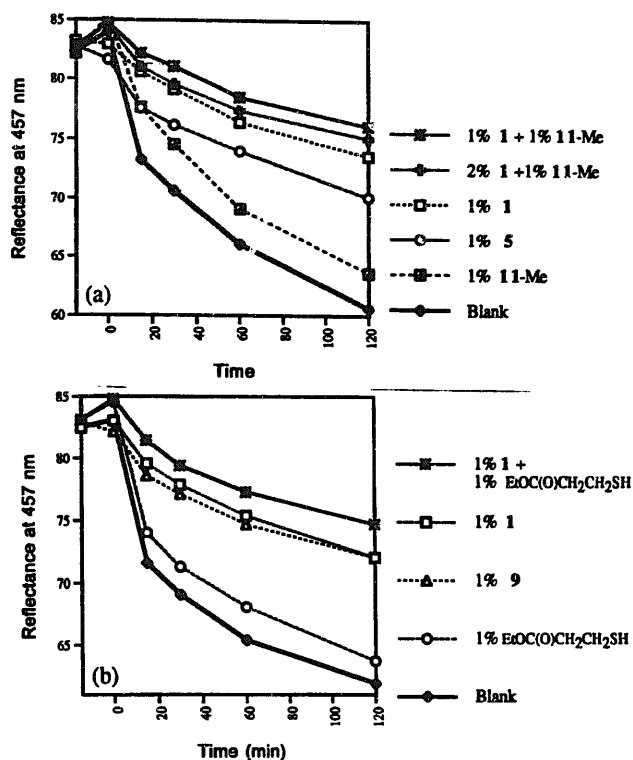 85
80
75
70
65
60
Reflectance at 457 nm
(a)
0
20
40
60
80
100
120
Time
1% 1 + 1% 11-Me
2% 1 +1% 11-Me
1% 1
1% 5
1% 11-Me
Blank
85
80
75
70
65
Reflectance at 457 nm
(b)
0
20
40
60
80
100
120
Time (min)
1% 1 +
1% EtOC(O)CH2CH2SH
1% 1
1% 9
1% EtOC(O)CH2CH2SH
Blank